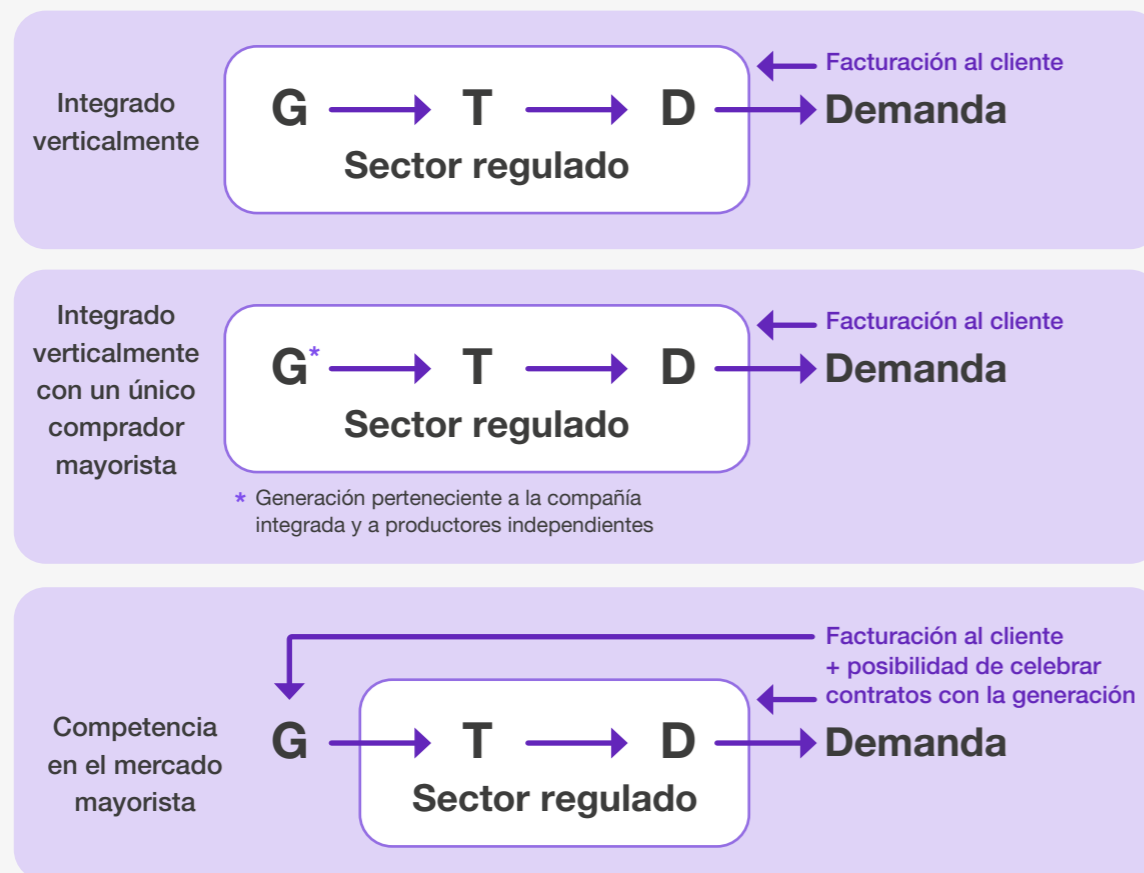 Integrado
verticalmente
G
T
D
Sector regulado
Facturación al cliente
Demanda
Integrado
verticalmente
con un único
comprador
mayorista
G*
T
D
Sector regulado
* Generación perteneciente a la compañía
integrada y a productores independientes
Facturación al cliente
Demanda
Competencia
en el mercado
mayorista
G
T
D
Sector regulado
Facturación al cliente
+ posibilidad de celebrar
contratos con la generación
Demanda